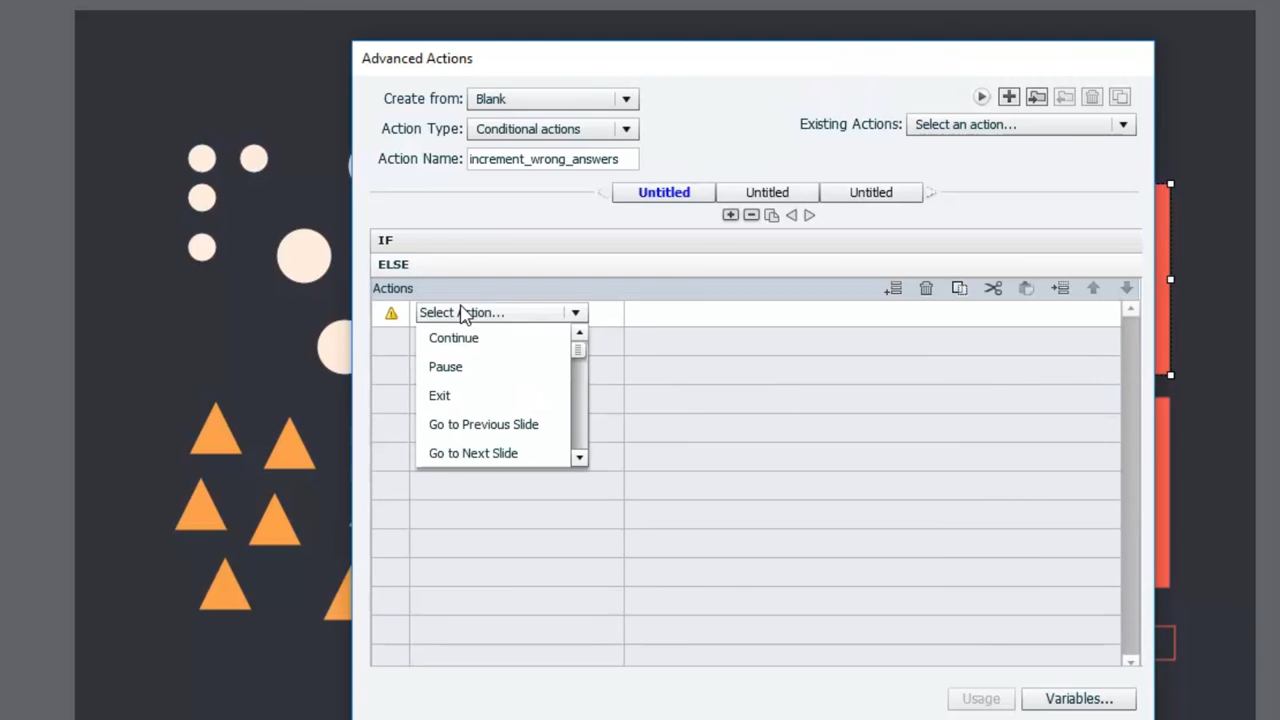 Advanced Actions
Create from: Blank
Action Type: Conditional actions
Existing Actions: Select an action...
Action Name: increment_wrong_answers
Untitled Untitled Untitled
IF
ELSE
Actions
Select Action...
Continue
Pause
Exit
Go to Previous Slide
Go to Next Slide
Usage Variables...